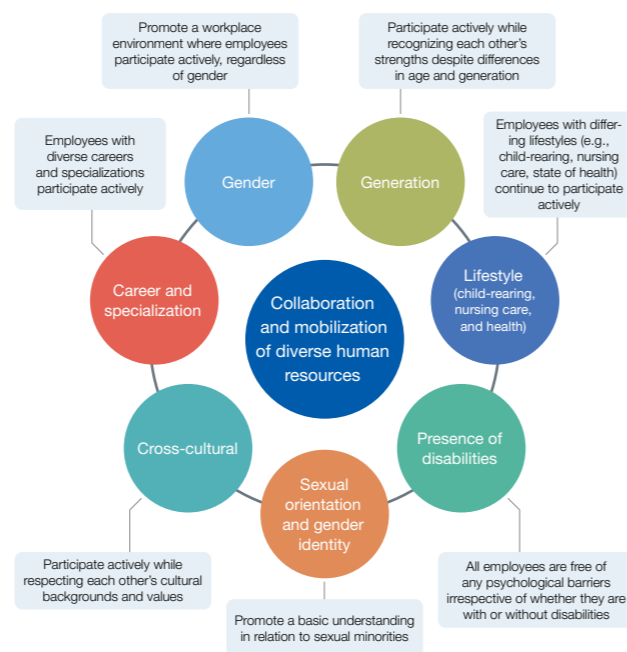 Promote a workplace
environment where employees
participate actively, regardless
of gender
Participate actively while
recognizing each other's
strengths despite differences
in age and generation
Employees with
diverse careers
and specializations
participate actively
Employees with differ-
ing lifestyles (e.g.,
child-rearing, nursing
care, state of health)
continue to participate
actively
Gender
Generation
Career and
specialization
Lifestyle
(child-rearing,
nursing care,
and health)
Collaboration
and mobilization
of diverse human
resources
Cross-cultural
Presence of
disabilities
Sexual
orientation
and gender
identity
Participate actively while
respecting each other's cultural
backgrounds and values
All employees are free of
any psychological barriers
irrespective of whether they are
with or without disabilities
Promote a basic understanding
in relation to sexual minorities